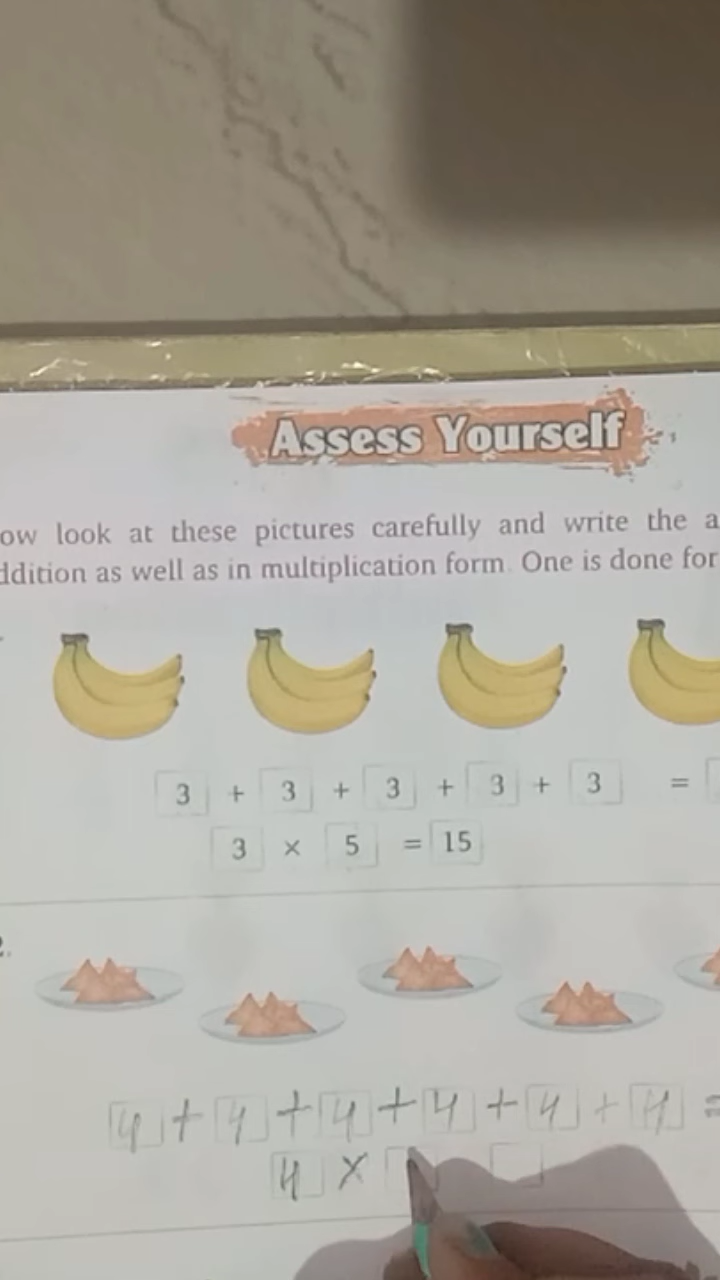 Assess Yourself
ow look at these pictures carefully and write the a
ddition as well as in multiplication form. One is done for
3 + 3 + 3 + 3 + 3 =
3 × 5 = 15
2.
4 + 4 + 4 + 4 + 4 + 4 =
4 ×